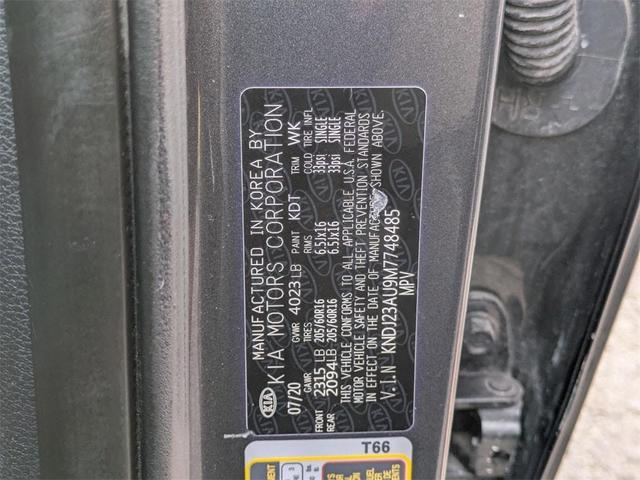 MANUFACTURED IN KOREA BY
KIA KIA MOTORS CORPORATION
07/20 GVWR 4023 LB PAINT KDT TRIM WK
GAWR TIRES RIMS COLD TIRE INFL
FRONT 2315 LB 205/60R16 6.5Jx16 33psi SINGLE
REAR 2094 LB 205/60R16 6.5Jx16 33psi SINGLE
THIS VEHICLE CONFORMS TO ALL APPLICABLE U.S.A. FEDERAL
MOTOR VEHICLE SAFETY AND THEFT PREVENTION STANDARDS
IN EFFECT ON THE DATE OF MANUFACTURE SHOWN ABOVE.
V.I.N KNDJ23AU9M7748485
MPV
T66